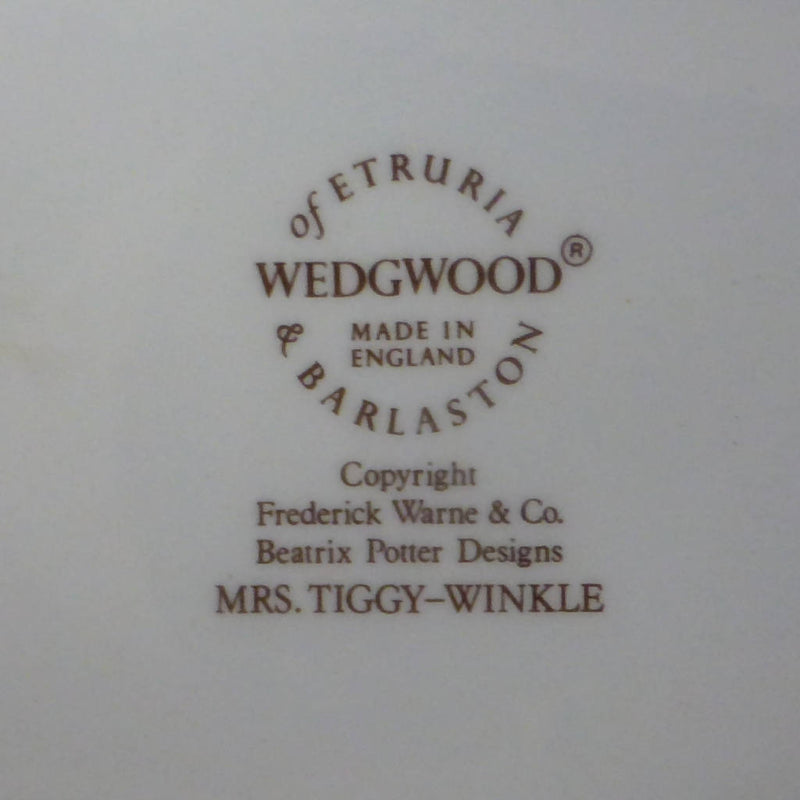 of ETRURIA
WEDGWOOD®
MADE IN
ENGLAND
& BARLASTON
Copyright
Frederick Warne & Co.
Beatrix Potter Designs
MRS. TIGGY–WINKLE